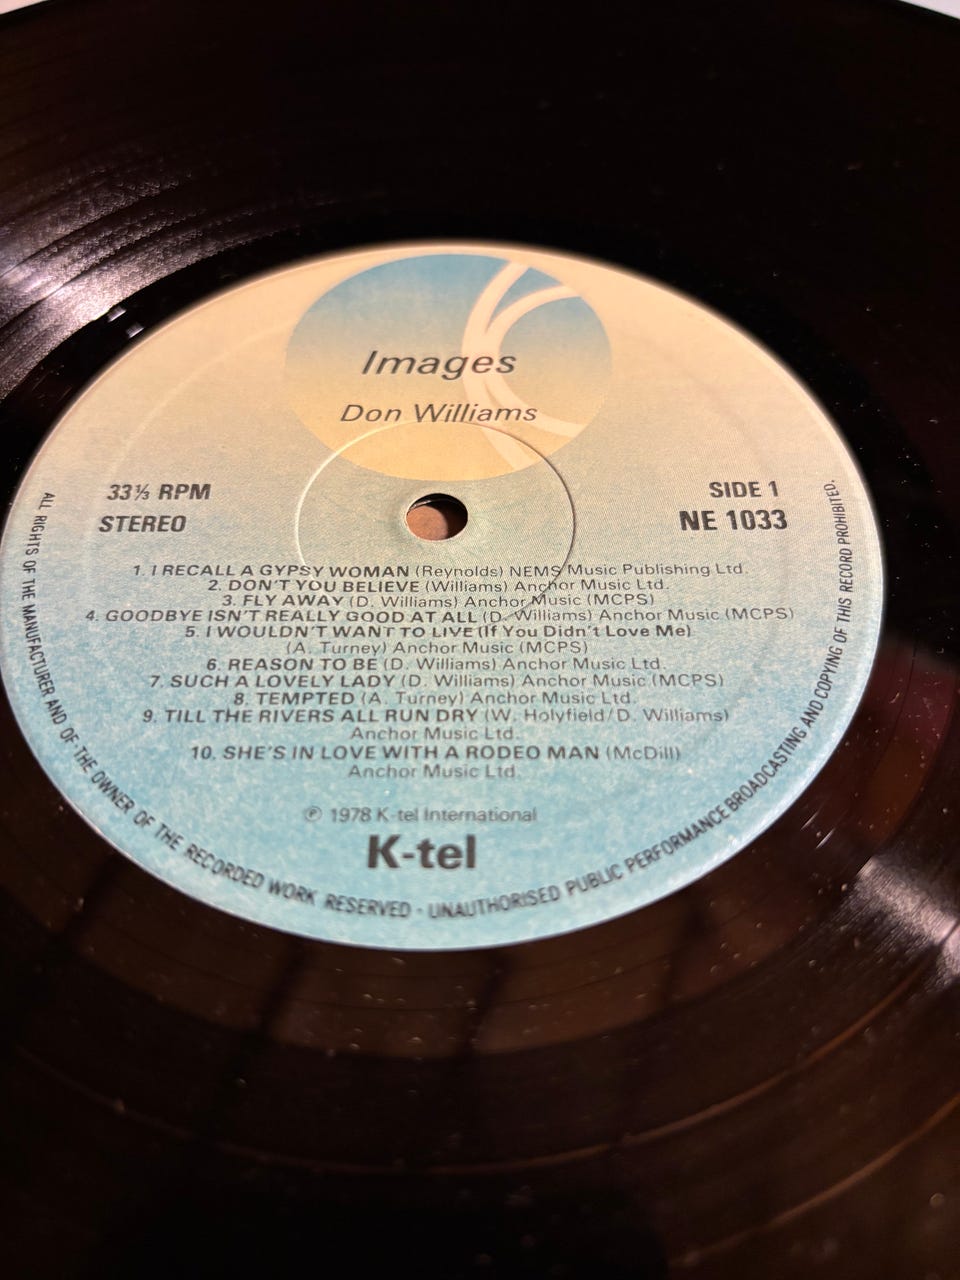 Images
Don Williams
33⅓ RPM
STEREO
SIDE 1
NE 1033
1. I RECALL A GYPSY WOMAN (Reynolds) NEMS Music Publishing Ltd.
2. DON'T YOU BELIEVE (Williams) Anchor Music Ltd.
3. FLY AWAY (D. Williams) Anchor Music (MCPS)
4. GOODBYE ISN'T REALLY GOOD AT ALL (D. Williams) Anchor Music (MCPS)
5. I WOULDN'T WANT TO LIVE (If You Didn't Love Me)
(A. Turney) Anchor Music (MCPS)
6. REASON TO BE (D. Williams) Anchor Music Ltd.
7. SUCH A LOVELY LADY (D. Williams) Anchor Music (MCPS)
8. TEMPTED (A. Turney) Anchor Music Ltd.
9. TILL THE RIVERS ALL RUN DRY (W. Holyfield/D. Williams)
Anchor Music Ltd.
10. SHE'S IN LOVE WITH A RODEO MAN (McDill)
Anchor Music Ltd.
℗ 1978 K-tel International
K-tel
ALL RIGHTS OF THE MANUFACTURER AND OF THE OWNER OF THE RECORDED WORK RESERVED - UNAUTHORISED PUBLIC PERFORMANCE BROADCASTING AND COPYING OF THIS RECORD PROHIBITED.